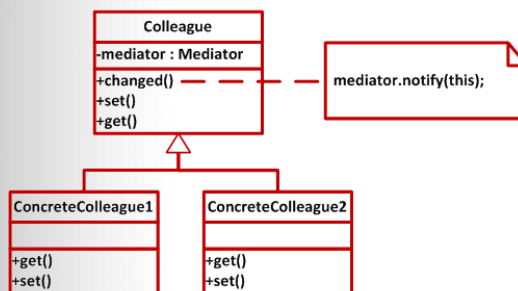 Colleague
-mediator : Mediator
+changed()
+set()
+get()
mediator.notify(this);
ConcreteColleague1
+get()
+set()
ConcreteColleague2
+get()
+set()